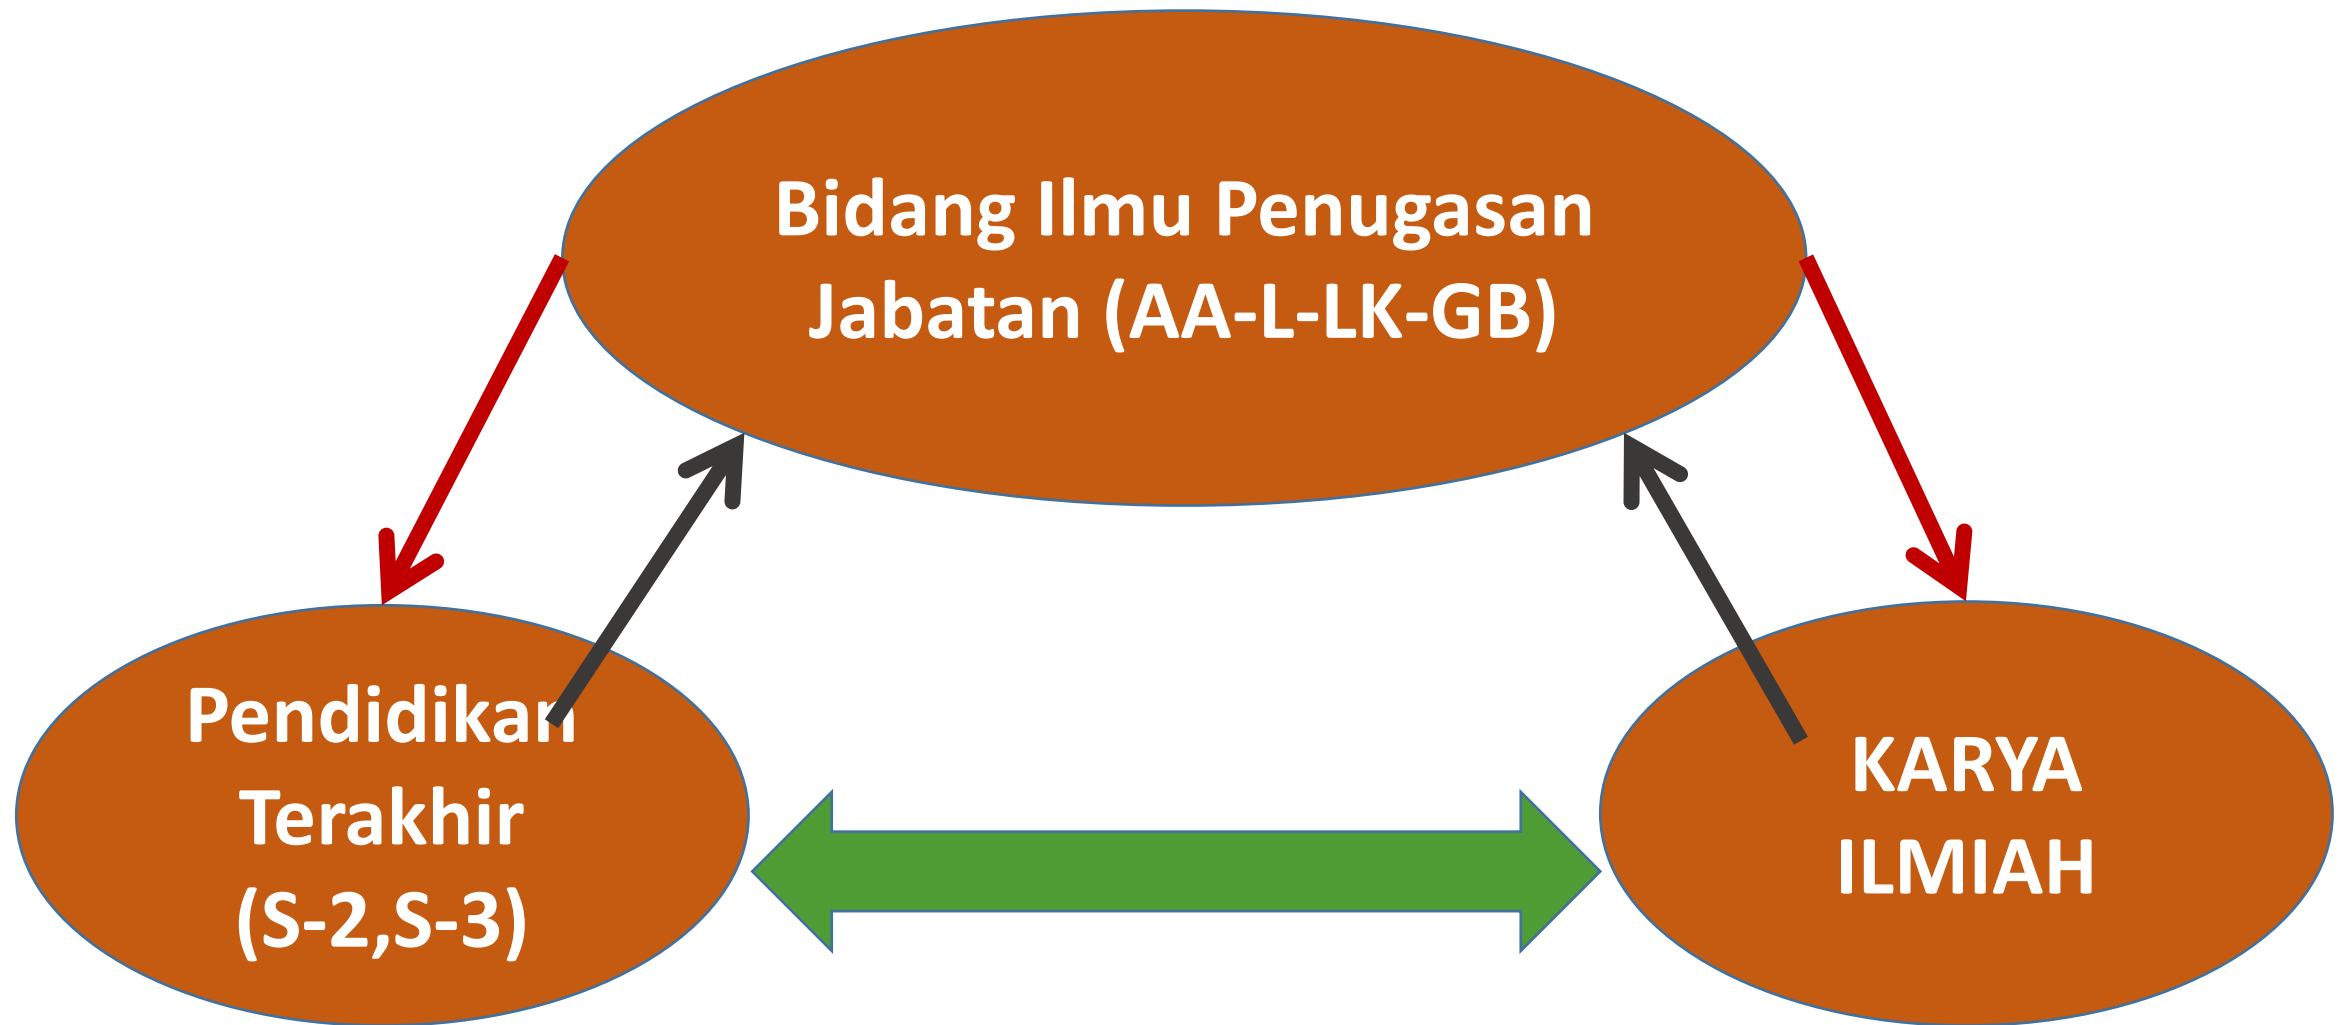 Bidang Ilmu Penugasan
Jabatan (AA-L-LK-GB)
Pendidikan
Terakhir
(S-2,S-3)
KARYA
ILMIAH